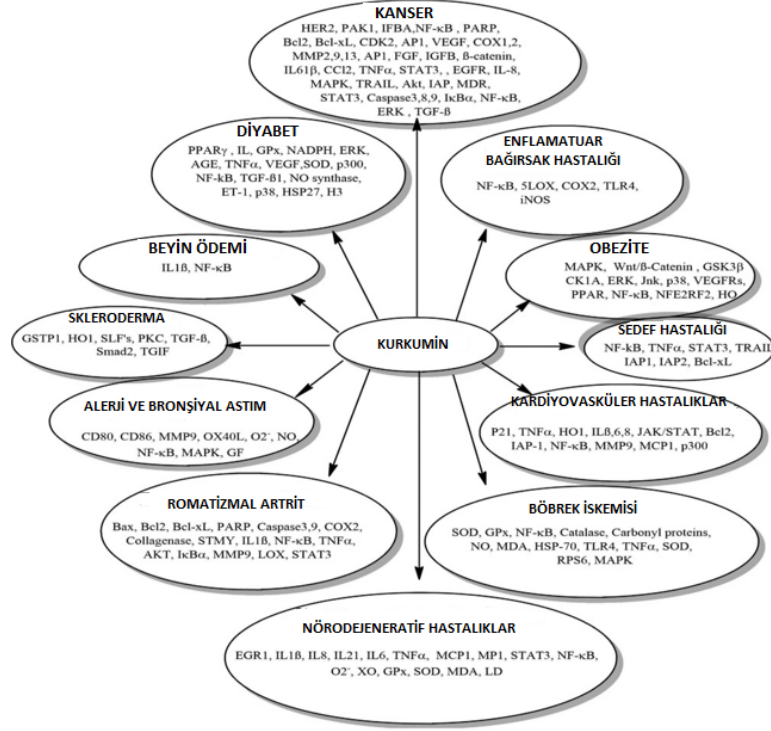 KANSER
HER2, PAK1, IFBA,NF-κB , PARP,
Bcl2, Bcl-xL, CDK2, AP1, VEGF, COX1,2,
MMP2,9,13, AP1, FGF, IGFB, ß-catenin,
IL61β, CCl2, TNFα, STAT3, , EGFR, IL-8,
MAPK, TRAIL, Akt, IAP, MDR,
STAT3, Caspase3,8,9, IκBα, NF-κB,
ERK , TGF-ß
DİYABET
PPARγ , IL, GPx, NADPH, ERK,
AGE, TNFα, VEGF,SOD, p300,
NF-kB, TGF-ß1, NO synthase,
ET-1, p38, HSP27, H3
ENFLAMATUAR
BAĞIRSAK HASTALIĞI
NF-κB, 5LOX, COX2, TLR4,
iNOS
BEYİN ÖDEMİ
IL1ß, NF-κB
OBEZİTE
MAPK, Wnt/ß-Catenin , GSK3β
CK1A, ERK, Jnk, p38, VEGFRs,
PPAR, NF-κB, NFE2RF2, HO
SKLERODERMA
GSTP1, HO1, SLF's, PKC, TGF-ß,
Smad2, TGIF
KURKUMİN
SEDEF HASTALIĞI
NF-kB, TNFα, STAT3, TRAIL
IAP1, IAP2, Bcl-xL
ALERJİ VE BRONŞİYAL ASTIM
CD80, CD86, MMP9, OX40L, O2⁻, NO,
NF-κB, MAPK, GF
KARDİYOVASKÜLER HASTALIKLAR
P21, TNFα, HO1, ILß,6,8, JAK/STAT, Bcl2,
IAP-1, NF-κB, MMP9, MCP1, p300
ROMATİZMAL ARTRİT
Bax, Bcl2, Bcl-xL, PARP, Caspase3,9, COX2,
Collagenase, STMY, IL1ß, NF-κB, TNFα,
AKT, IκBα, MMP9, LOX, STAT3
BÖBREK İSKEMİSİ
SOD, GPx, NF-κB, Catalase, Carbonyl proteins,
NO, MDA, HSP-70, TLR4, TNFα, SOD,
RPS6, MAPK
NÖRODEJENERATİF HASTALIKLAR
EGR1, IL1ß, IL8, IL21, IL6, TNFα, MCP1, MP1, STAT3, NF-κB,
O2⁻, XO, GPx, SOD, MDA, LD